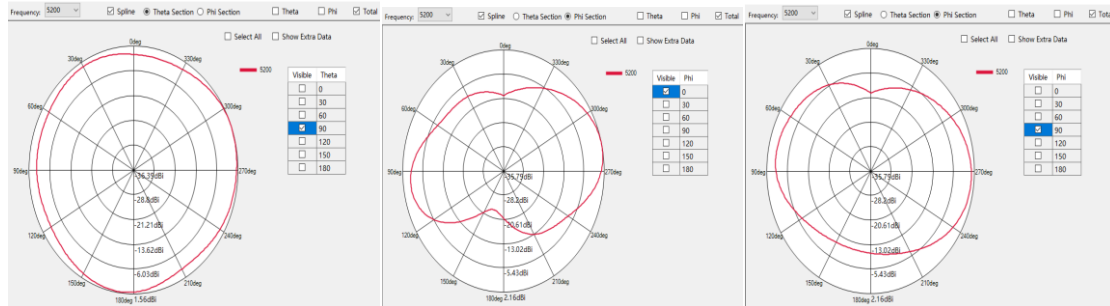 Frequency: 5200 Spline Theta Section Phi Section Theta Phi Total
Select All Show Extra Data
5200
Visible Theta
0
30
60
90
120
150
180
0deg
330deg
300deg
270deg
240deg
210deg
180deg
150deg
120deg
90deg
60deg
30deg
-36.39dBi
-28.8dBi
-21.21dBi
-13.62dBi
-6.03dBi
1.56dBi
Frequency: 5200 Spline Theta Section Phi Section Theta Phi Total
Select All Show Extra Data
5200
Visible Phi
0
30
60
90
120
150
180
0deg
330deg
300deg
270deg
240deg
210deg
180deg
150deg
120deg
90deg
60deg
30deg
-35.79dBi
-28.2dBi
-20.61dBi
-13.02dBi
-5.43dBi
2.16dBi
Frequency: 5200 Spline Theta Section Phi Section Theta Phi Total
Select All Show Extra Data
5200
Visible Phi
0
30
60
90
120
150
180
0deg
330deg
300deg
270deg
240deg
210deg
180deg
150deg
120deg
90deg
60deg
30deg
-35.79dBi
-28.2dBi
-20.61dBi
-13.02dBi
-5.43dBi
2.16dBi